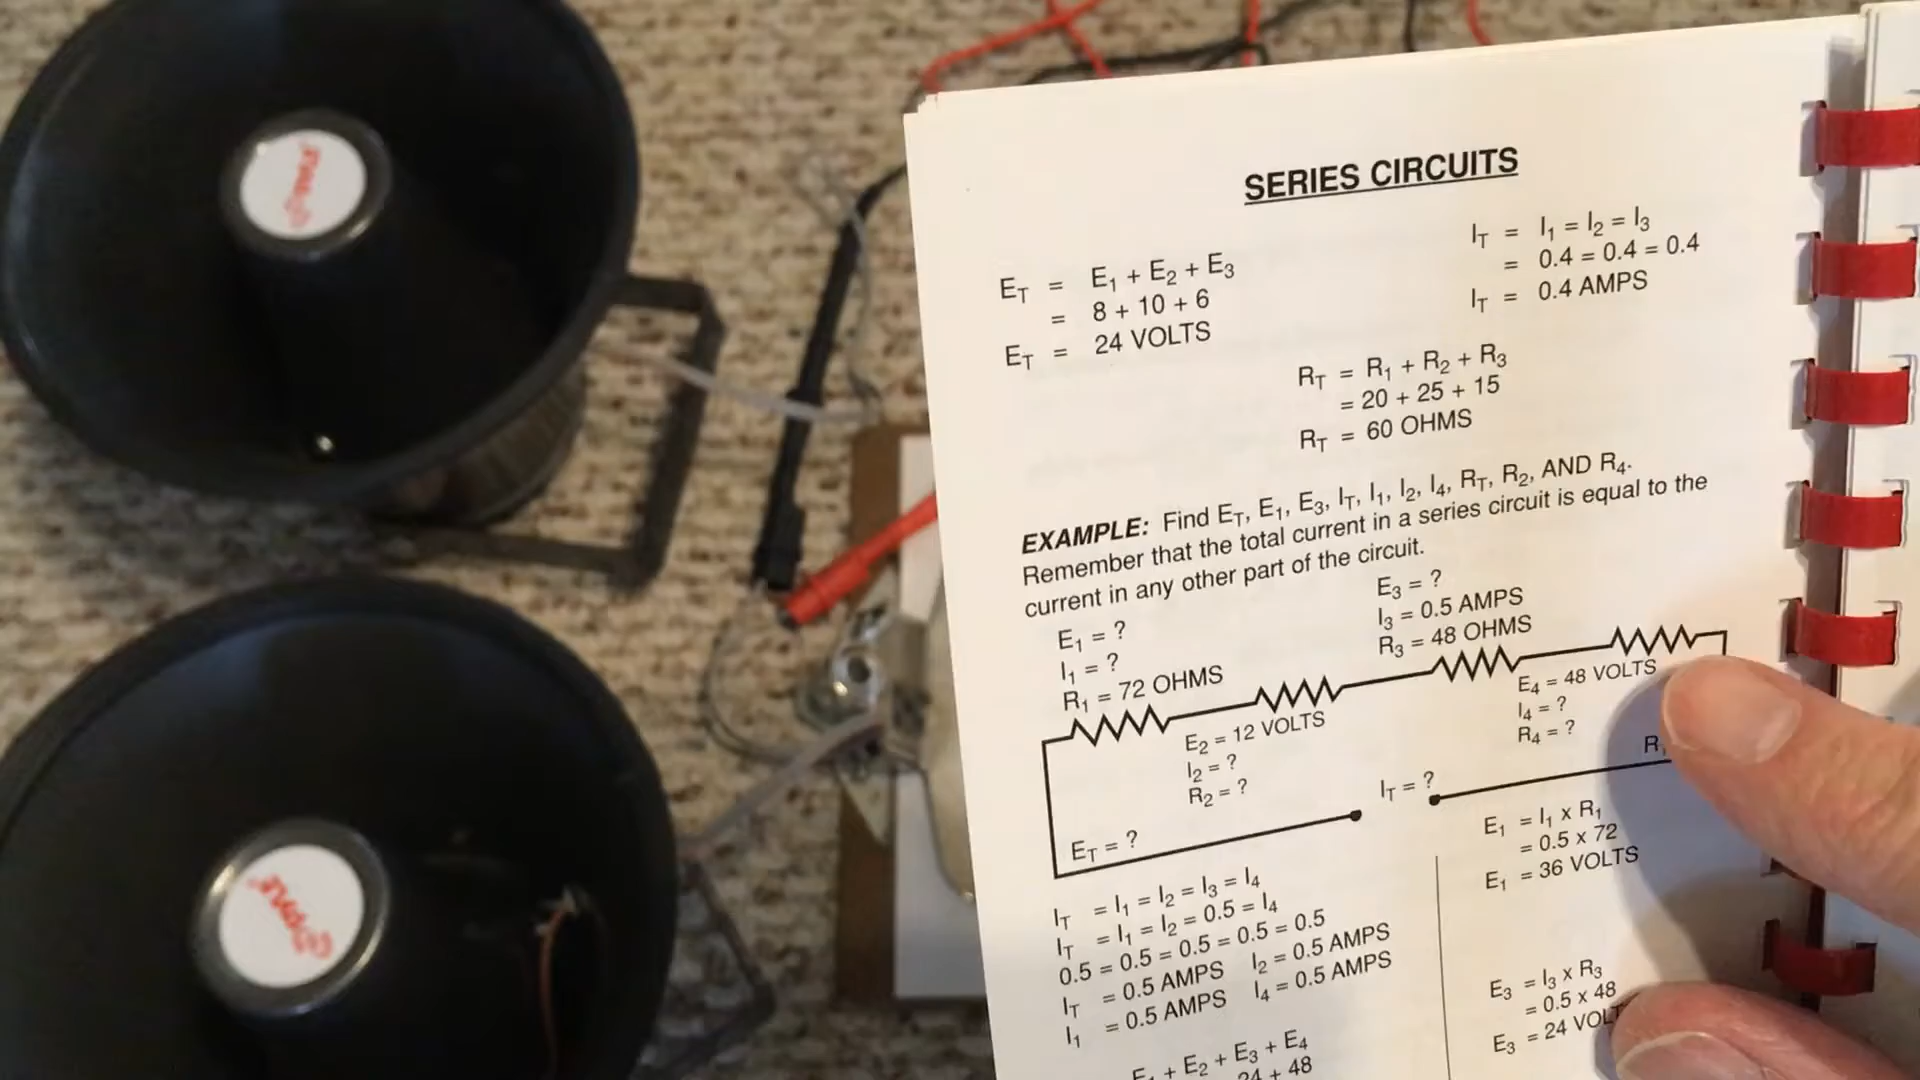 SERIES CIRCUITS
E_T = E_1 + E_2 + E_3
= 8 + 10 + 6
E_T = 24 VOLTS
I_T = I_1 = I_2 = I_3
= 0.4 = 0.4 = 0.4
I_T = 0.4 AMPS
R_T = R_1 + R_2 + R_3
= 20 + 25 + 15
R_T = 60 OHMS
EXAMPLE: Find E_T, E_1, E_3, I_T, I_1, I_2, I_4, R_T, R_2, AND R_4.
Remember that the total current in a series circuit is equal to the
current in any other part of the circuit.
E_1 = ?
I_1 = ?
R_1 = 72 OHMS
E_3 = ?
I_3 = 0.5 AMPS
R_3 = 48 OHMS
E_2 = 12 VOLTS
I_2 = ?
R_2 = ?
E_4 = 48 VOLTS
I_4 = ?
R_4 = ?
I_T = ?
E_T = ?
I_T = I_1 = I_2 = I_3 = I_4
I_T = I_1 = I_2 = 0.5 = I_4
0.5 = 0.5 = 0.5 = 0.5 = 0.5
I_T = 0.5 AMPS I_2 = 0.5 AMPS
I_1 = 0.5 AMPS I_4 = 0.5 AMPS
+ E_2 + E_3 + E_4
24 + 48
E_1 = I_1 x R_1
= 0.5 x 72
E_1 = 36 VOLTS
E_3 = I_3 x R_3
= 0.5 x 48
E_3 = 24 VOLT